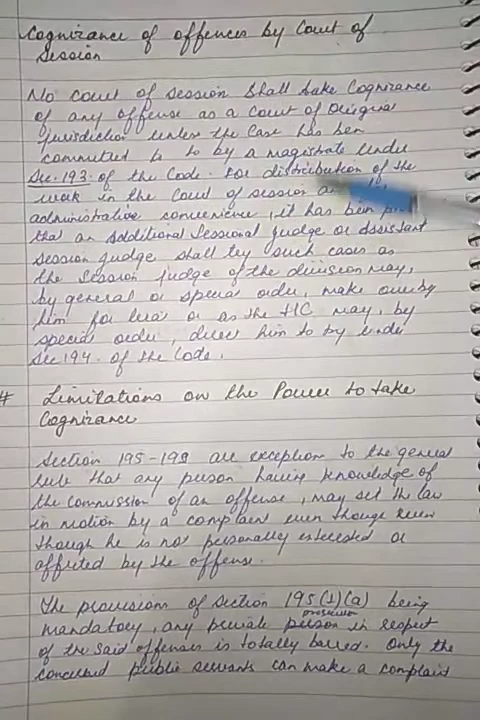 Cognizance of offences by Court of
Session
No court of session shall take Cognizance
of any offense as a court of Original
jurisdiction unless the case has been
committed to to by a magistrate under
Sec. 193. of the Code. For distribution of the
work in the Court of session
administrative convenience, it has been
that an additional Sessional judge or assistant
session judge shall try such cases as
the session judge of the division may,
by general or special order, make over by
him for or as the HC may, by
special order, direct him to try under
Sec 194. of the Code.
# Limitations on the Power to take
Cognizance
Section 195-199 are exception to the general
rule that any person having knowledge of
the commission of an offense, may set the law
in motion by a complaint even though
though he is not personally interested or
affected by the offense.
The provisions of section 195(1)(a) being
mandatory, any private person in respect
of the said offenses is totally barred. Only the
concerned public servants can make a complaint